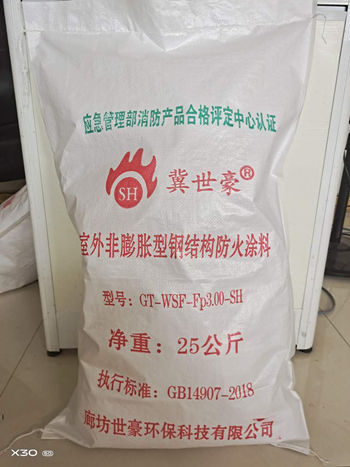 应急管理部消防产品合格评定中心认证
SH
冀世豪®
室外非膨胀型钢结构防火涂料
型号：GT-WSF-Fp3.00-SH
净重：25公斤
执行标准：GB14907-2018
廊坊世豪环保科技有限公司
X30 5G